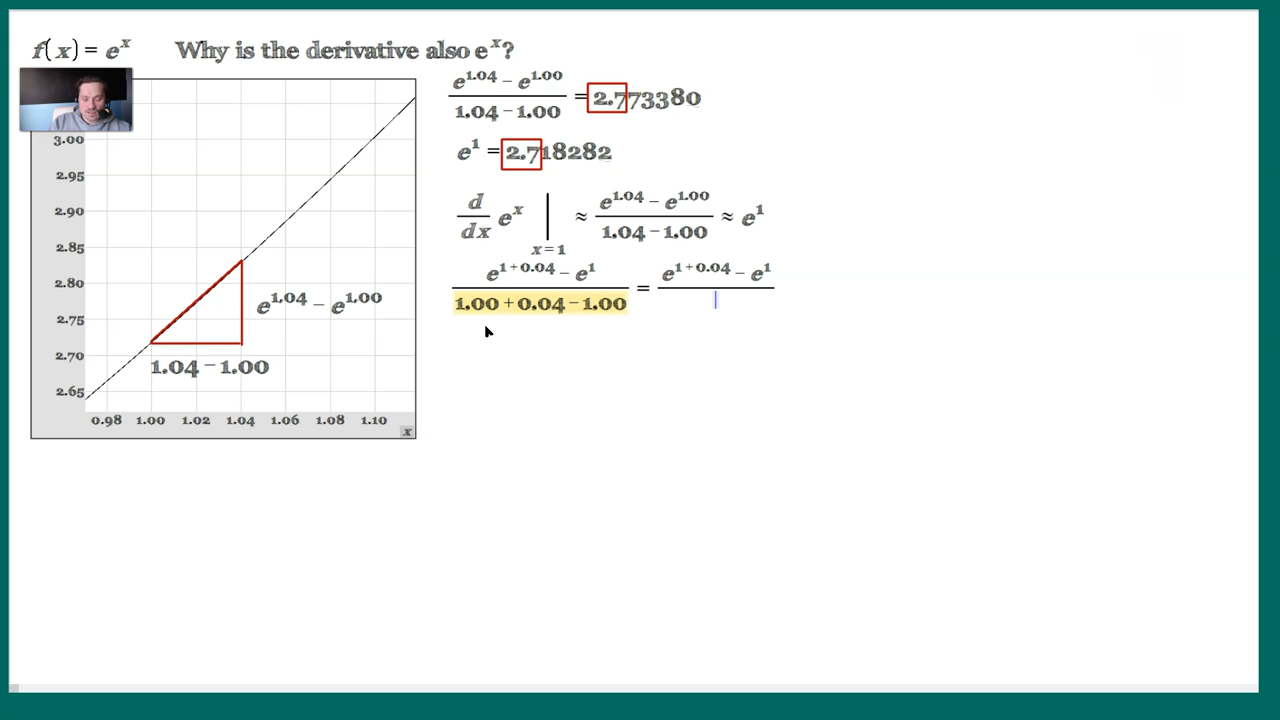 f(x) = e^x Why is the derivative also e^x?
(e^1.04 − e^1.00)/(1.04 − 1.00) = 2.773380
e^1 = 2.718282
d/dx e^x | x=1 ≈ (e^1.04 − e^1.00)/(1.04 − 1.00) ≈ e^1
(e^1+0.04 − e^1)/(1.00 + 0.04 − 1.00) = (e^1+0.04 − e^1)/
3.00
2.95
2.90
2.85
2.80
2.75
2.70
2.65
e^1.04 − e^1.00
1.04 − 1.00
0.98 1.00 1.02 1.04 1.06 1.08 1.10
x